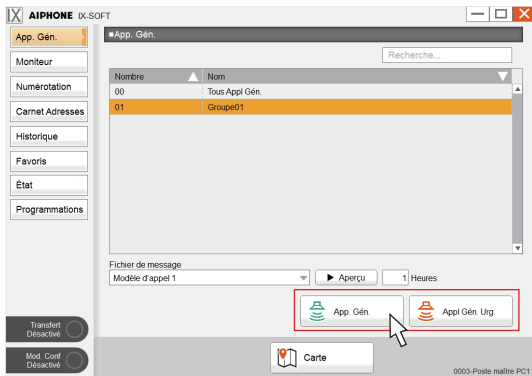 IX AIPHONE IX-SOFT
App. Gén.
Moniteur
Numérotation
Carnet Adresses
Historique
Favoris
État
Programmations
Transfert
Désactivé
Mod. Conf
Désactivé
■App. Gén.
Recherche...
Nombre Nom
00 Tous Appl Gén.
01 Groupe01
Fichier de message
Modèle d'appel 1 Aperçu 1 Heures
App. Gén. Appl Gén. Urg.
Carte
0003-Poste maître PC1